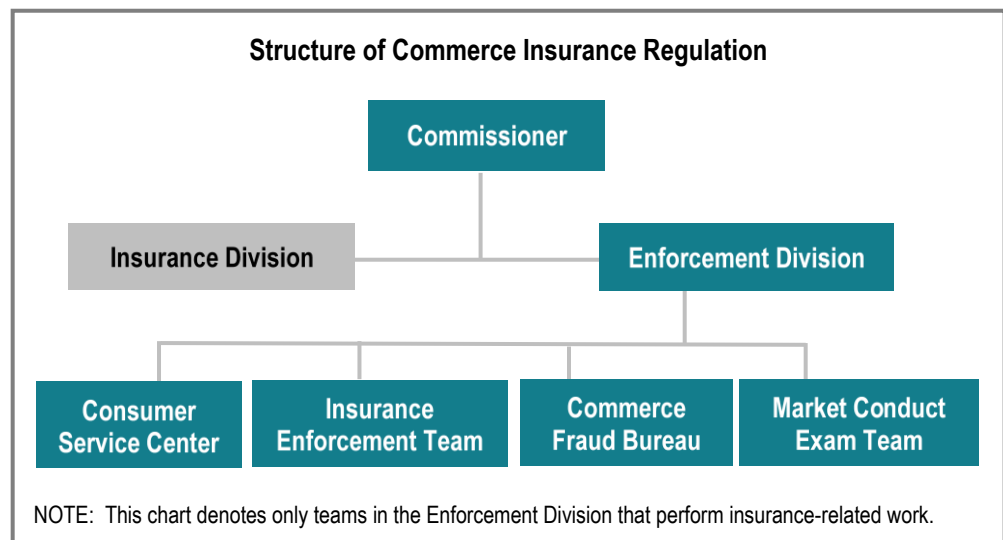 Structure of Commerce Insurance Regulation
Commissioner
Insurance Division
Enforcement Division
Consumer
Service Center
Insurance
Enforcement Team
Commerce
Fraud Bureau
Market Conduct
Exam Team
NOTE:  This chart denotes only teams in the Enforcement Division that perform insurance-related work.